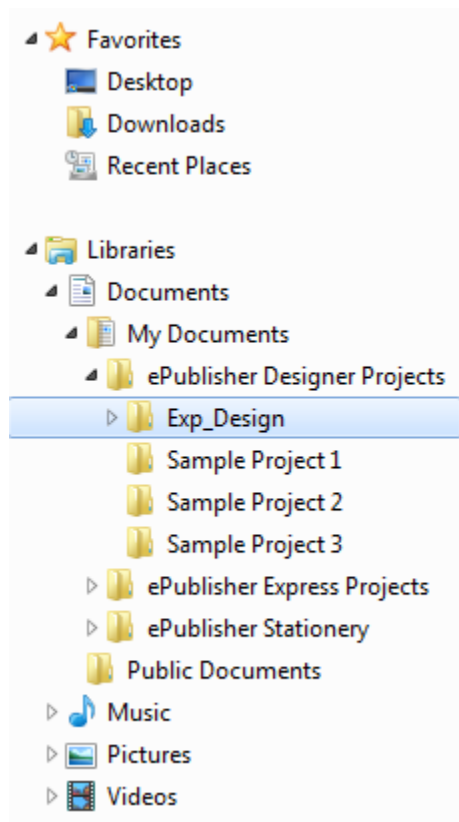 Favorites
Desktop
Downloads
Recent Places
Libraries
Documents
My Documents
ePublisher Designer Projects
Exp_Design
Sample Project 1
Sample Project 2
Sample Project 3
ePublisher Express Projects
ePublisher Stationery
Public Documents
Music
Pictures
Videos